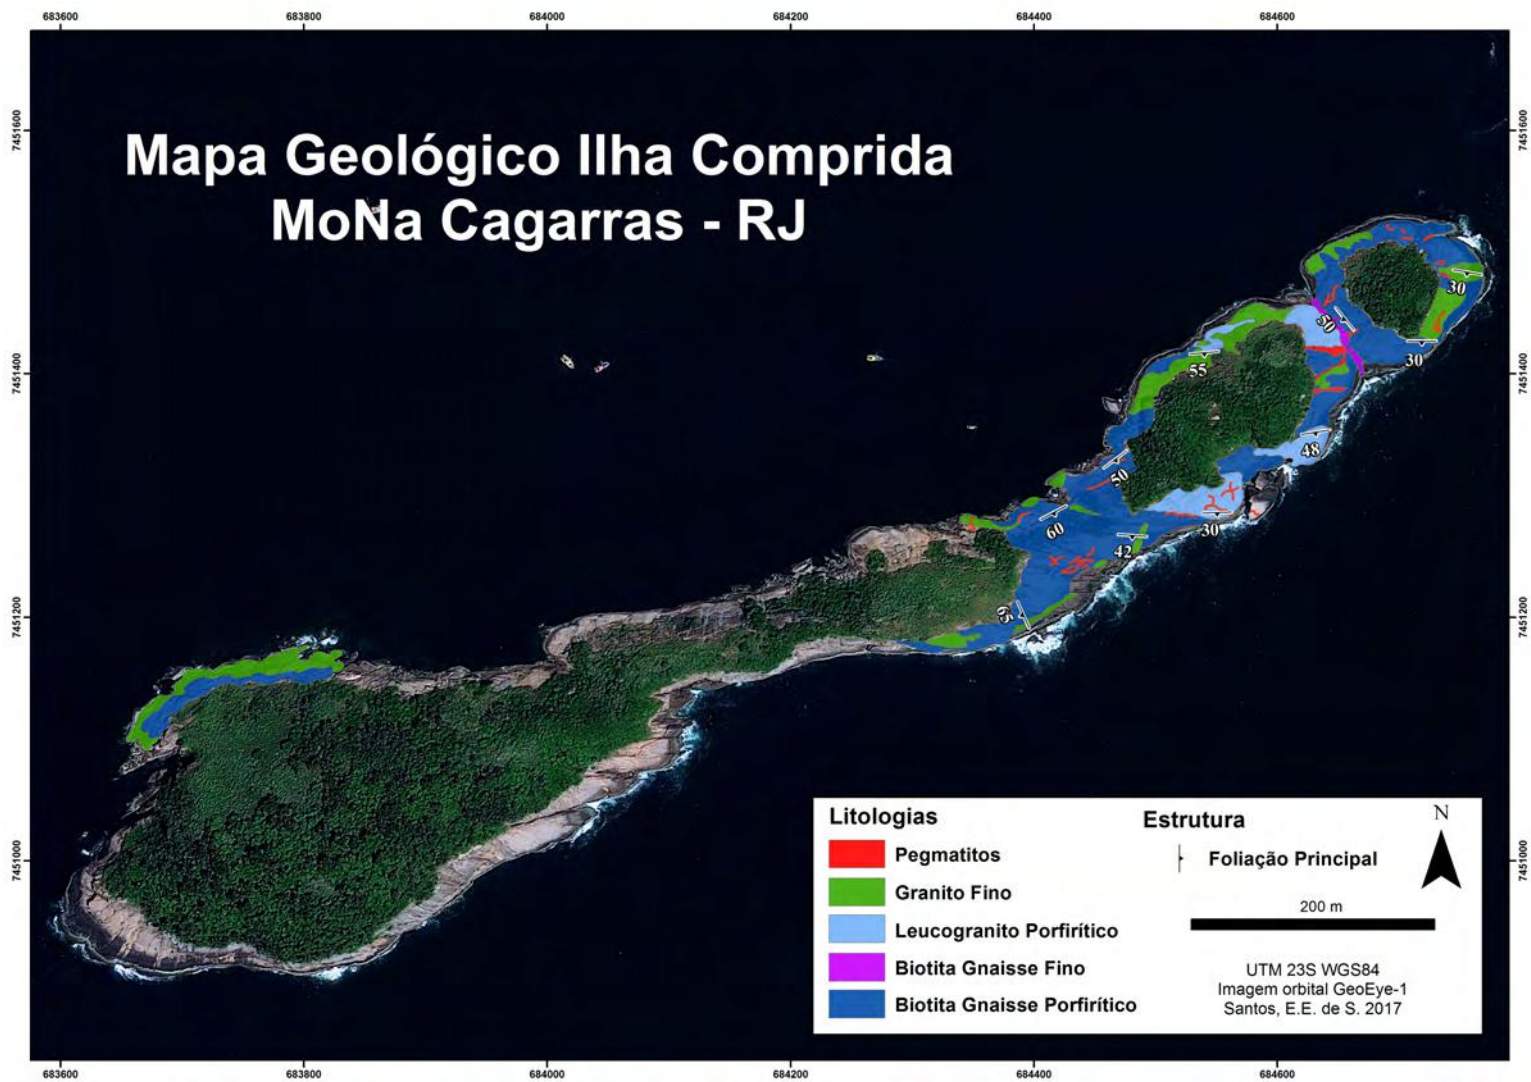 683600 683800 684000 684200 684400 684600
7451600 7451600
Mapa Geológico Ilha Comprida
MoNa Cagarras - RJ
30
50
30
7451400 7451400
55
48
50
60
30
42
65
7451200 7451200
Litologias
Pegmatitos
Granito Fino
Leucogranito Porfirítico
Biotita Gnaisse Fino
Biotita Gnaisse Porfirítico
Estrutura
Foliação Principal
N
200 m
UTM 23S WGS84
Imagem orbital GeoEye-1
Santos, E.E. de S. 2017
7451000 7451000
683600 683800 684000 684200 684400 684600